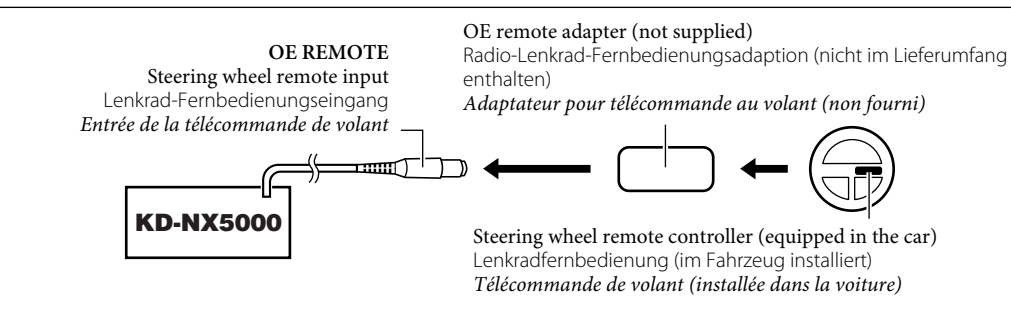 OE REMOTE
Steering wheel remote input
Lenkrad-Fernbedienungseingang
Entrée de la télécommande de volant
OE remote adapter (not supplied)
Radio-Lenkrad-Fernbedienungsadaption (nicht im Lieferumfang
enthalten)
Adaptateur pour télécommande au volant (non fourni)
KD-NX5000
Steering wheel remote controller (equipped in the car)
Lenkradfernbedienung (im Fahrzeug installiert)
Télécommande de volant (installée dans la voiture)